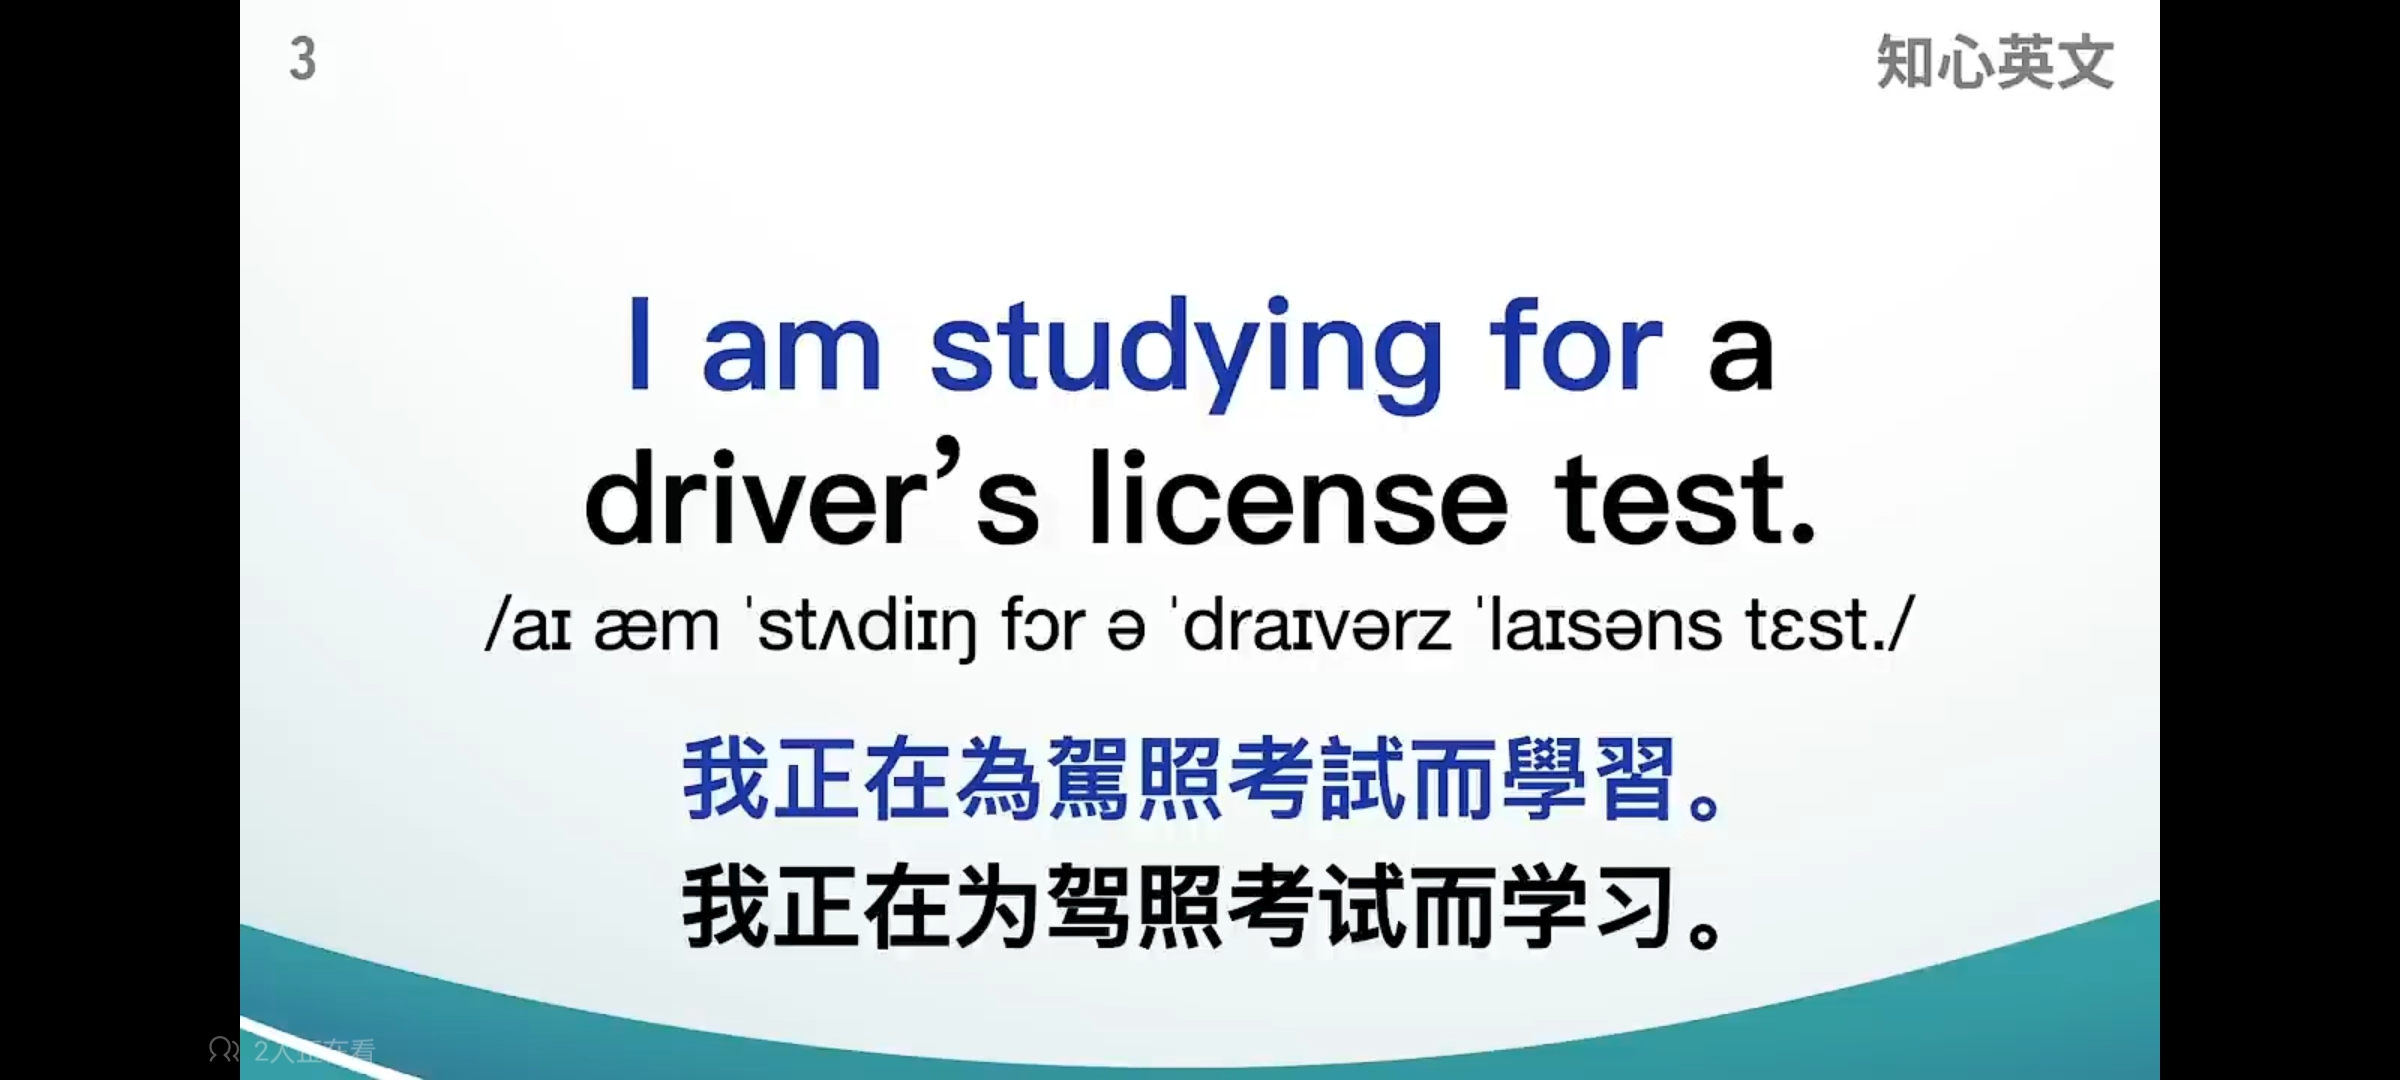 3
知心英文
I am studying for a
driver’s license test.
/aɪ æm ˈstʌdiɪŋ fɔr ə ˈdraɪvərz ˈlaɪsəns tɛst./
我正在為駕照考試而學習。
我正在为驾照考试而学习。
2人正在看